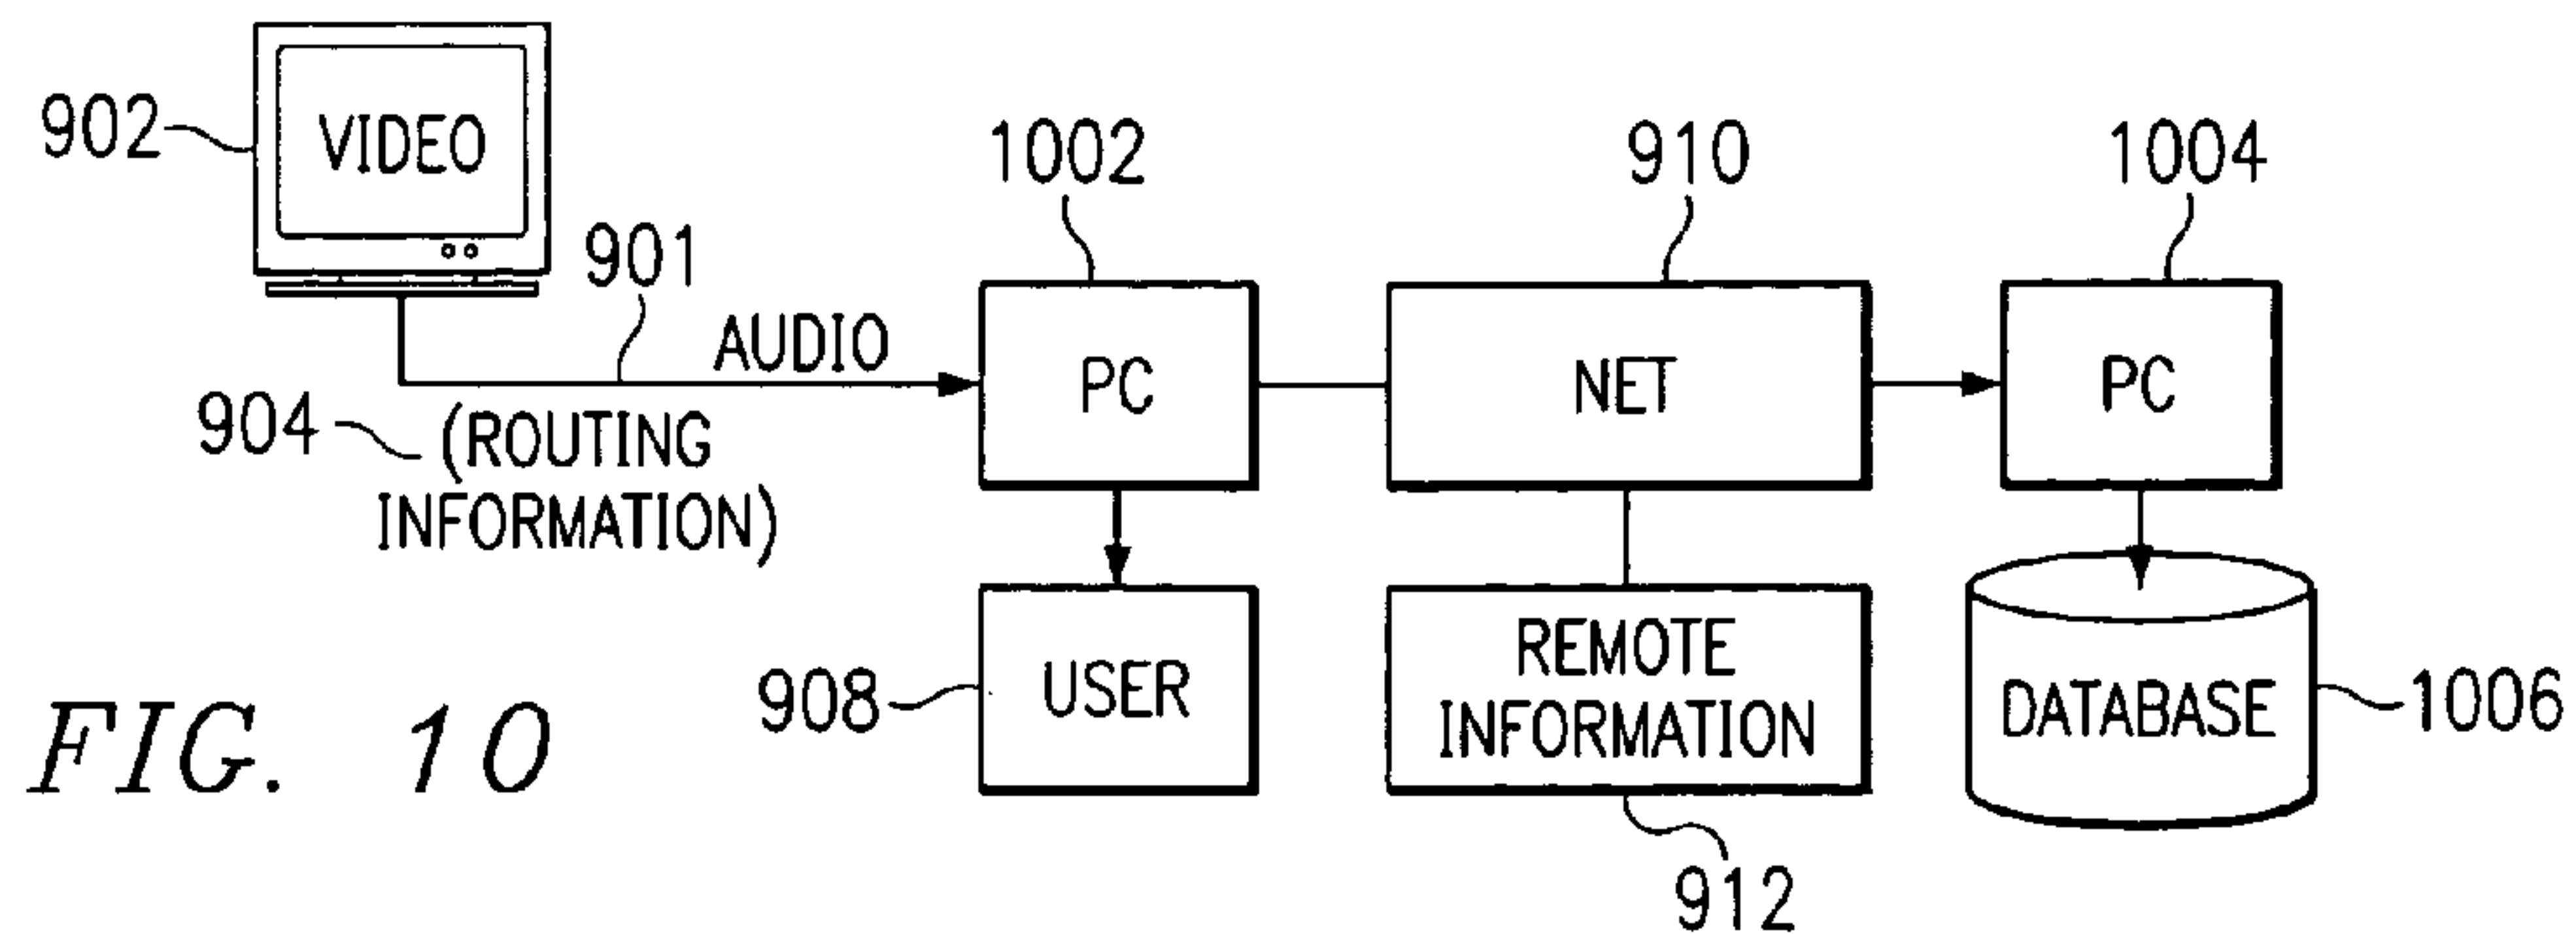 902
VIDEO
901
AUDIO
904
(ROUTING
INFORMATION)
1002
PC
910
NET
1004
PC
908
USER
REMOTE
INFORMATION
912
DATABASE
1006
FIG. 10